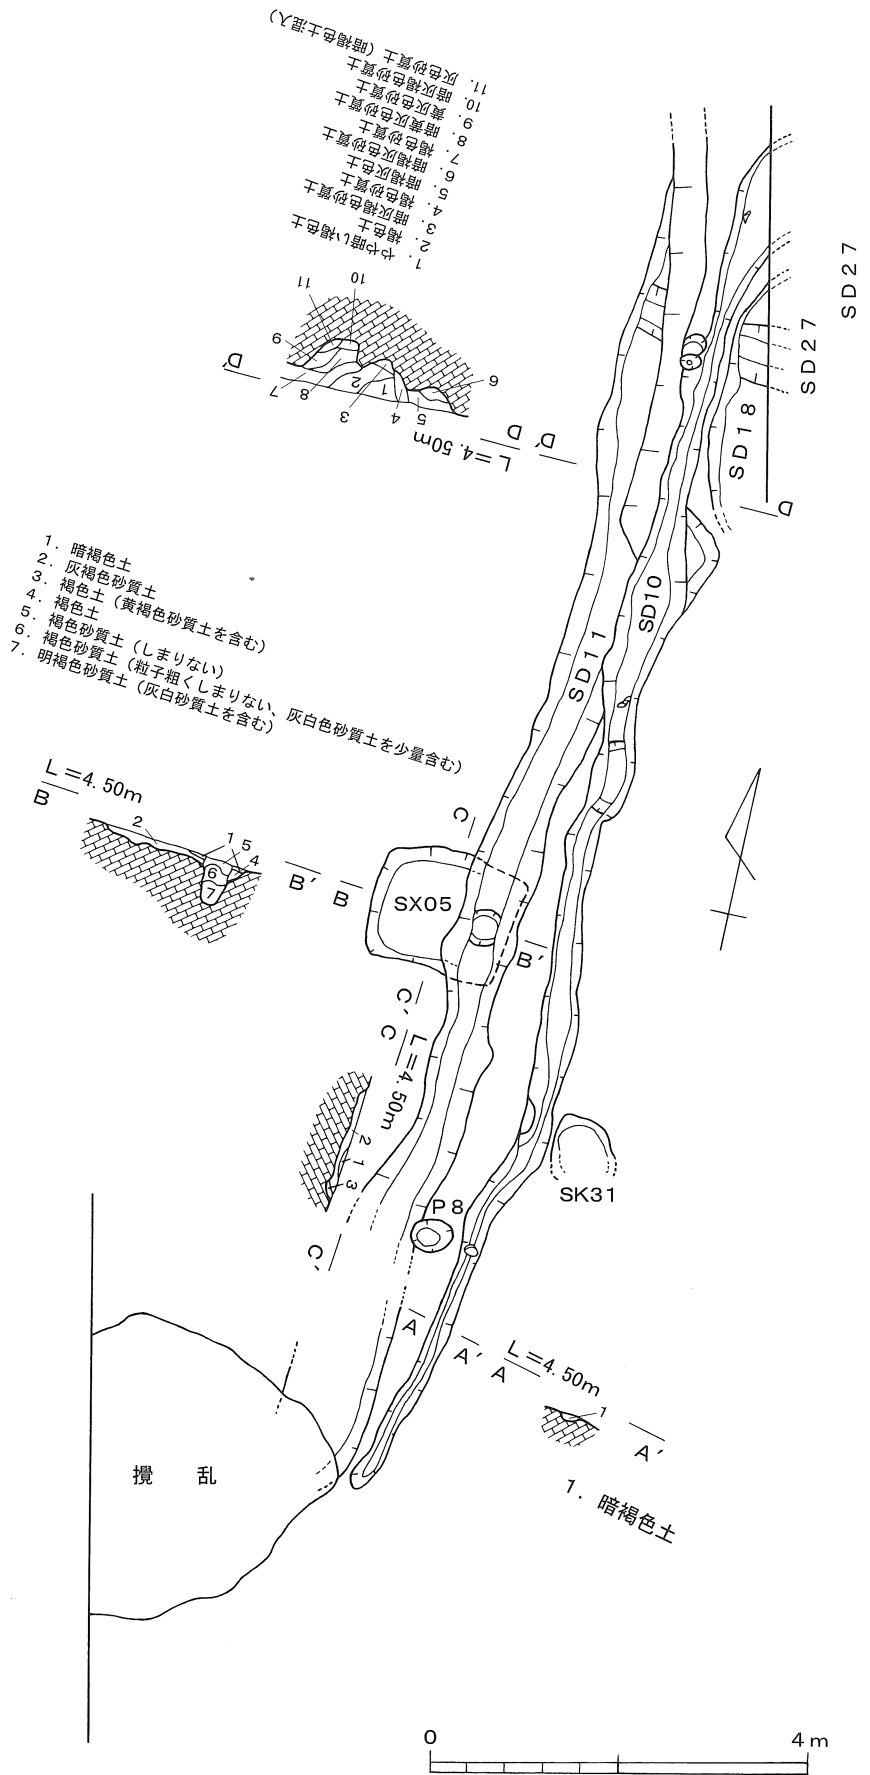 1. やや暗い褐色土
2. 褐色土
3. 暗灰褐色砂質土
4. 褐色砂質土
5. 暗褐灰色土
6. 暗褐灰色砂質土
7. 褐色砂質土
8. 暗黄灰色砂質土
9. 黄灰色砂質土
10. 暗灰褐色砂質土
11. 灰色砂質土(暗褐色土混入)
D′
D
L=4.50m
1
2
3
4
5
6
7
8
9
10
11
6
D′
D
SD27
SD27
SD18
SD10
SD11
1. 暗褐色土
2. 灰褐色砂質土
3. 褐色土(黄褐色砂質土を含む)
4. 褐色土
5. 褐色砂質土(しまりない)
6. 褐色砂質土(粒子粗くしまりない、灰白色砂質土を少量含む)
7. 明褐色砂質土(灰白砂質土を含む)
L=4.50m
B
B′
2
1 5
4
6
7
B
B′
SX05
C
C′
C
L=4.50m
2
1
3
C′
SK31
P8
A
A′
A
L=4.50m
1
A′
1. 暗褐色土
攪乱
0
4m